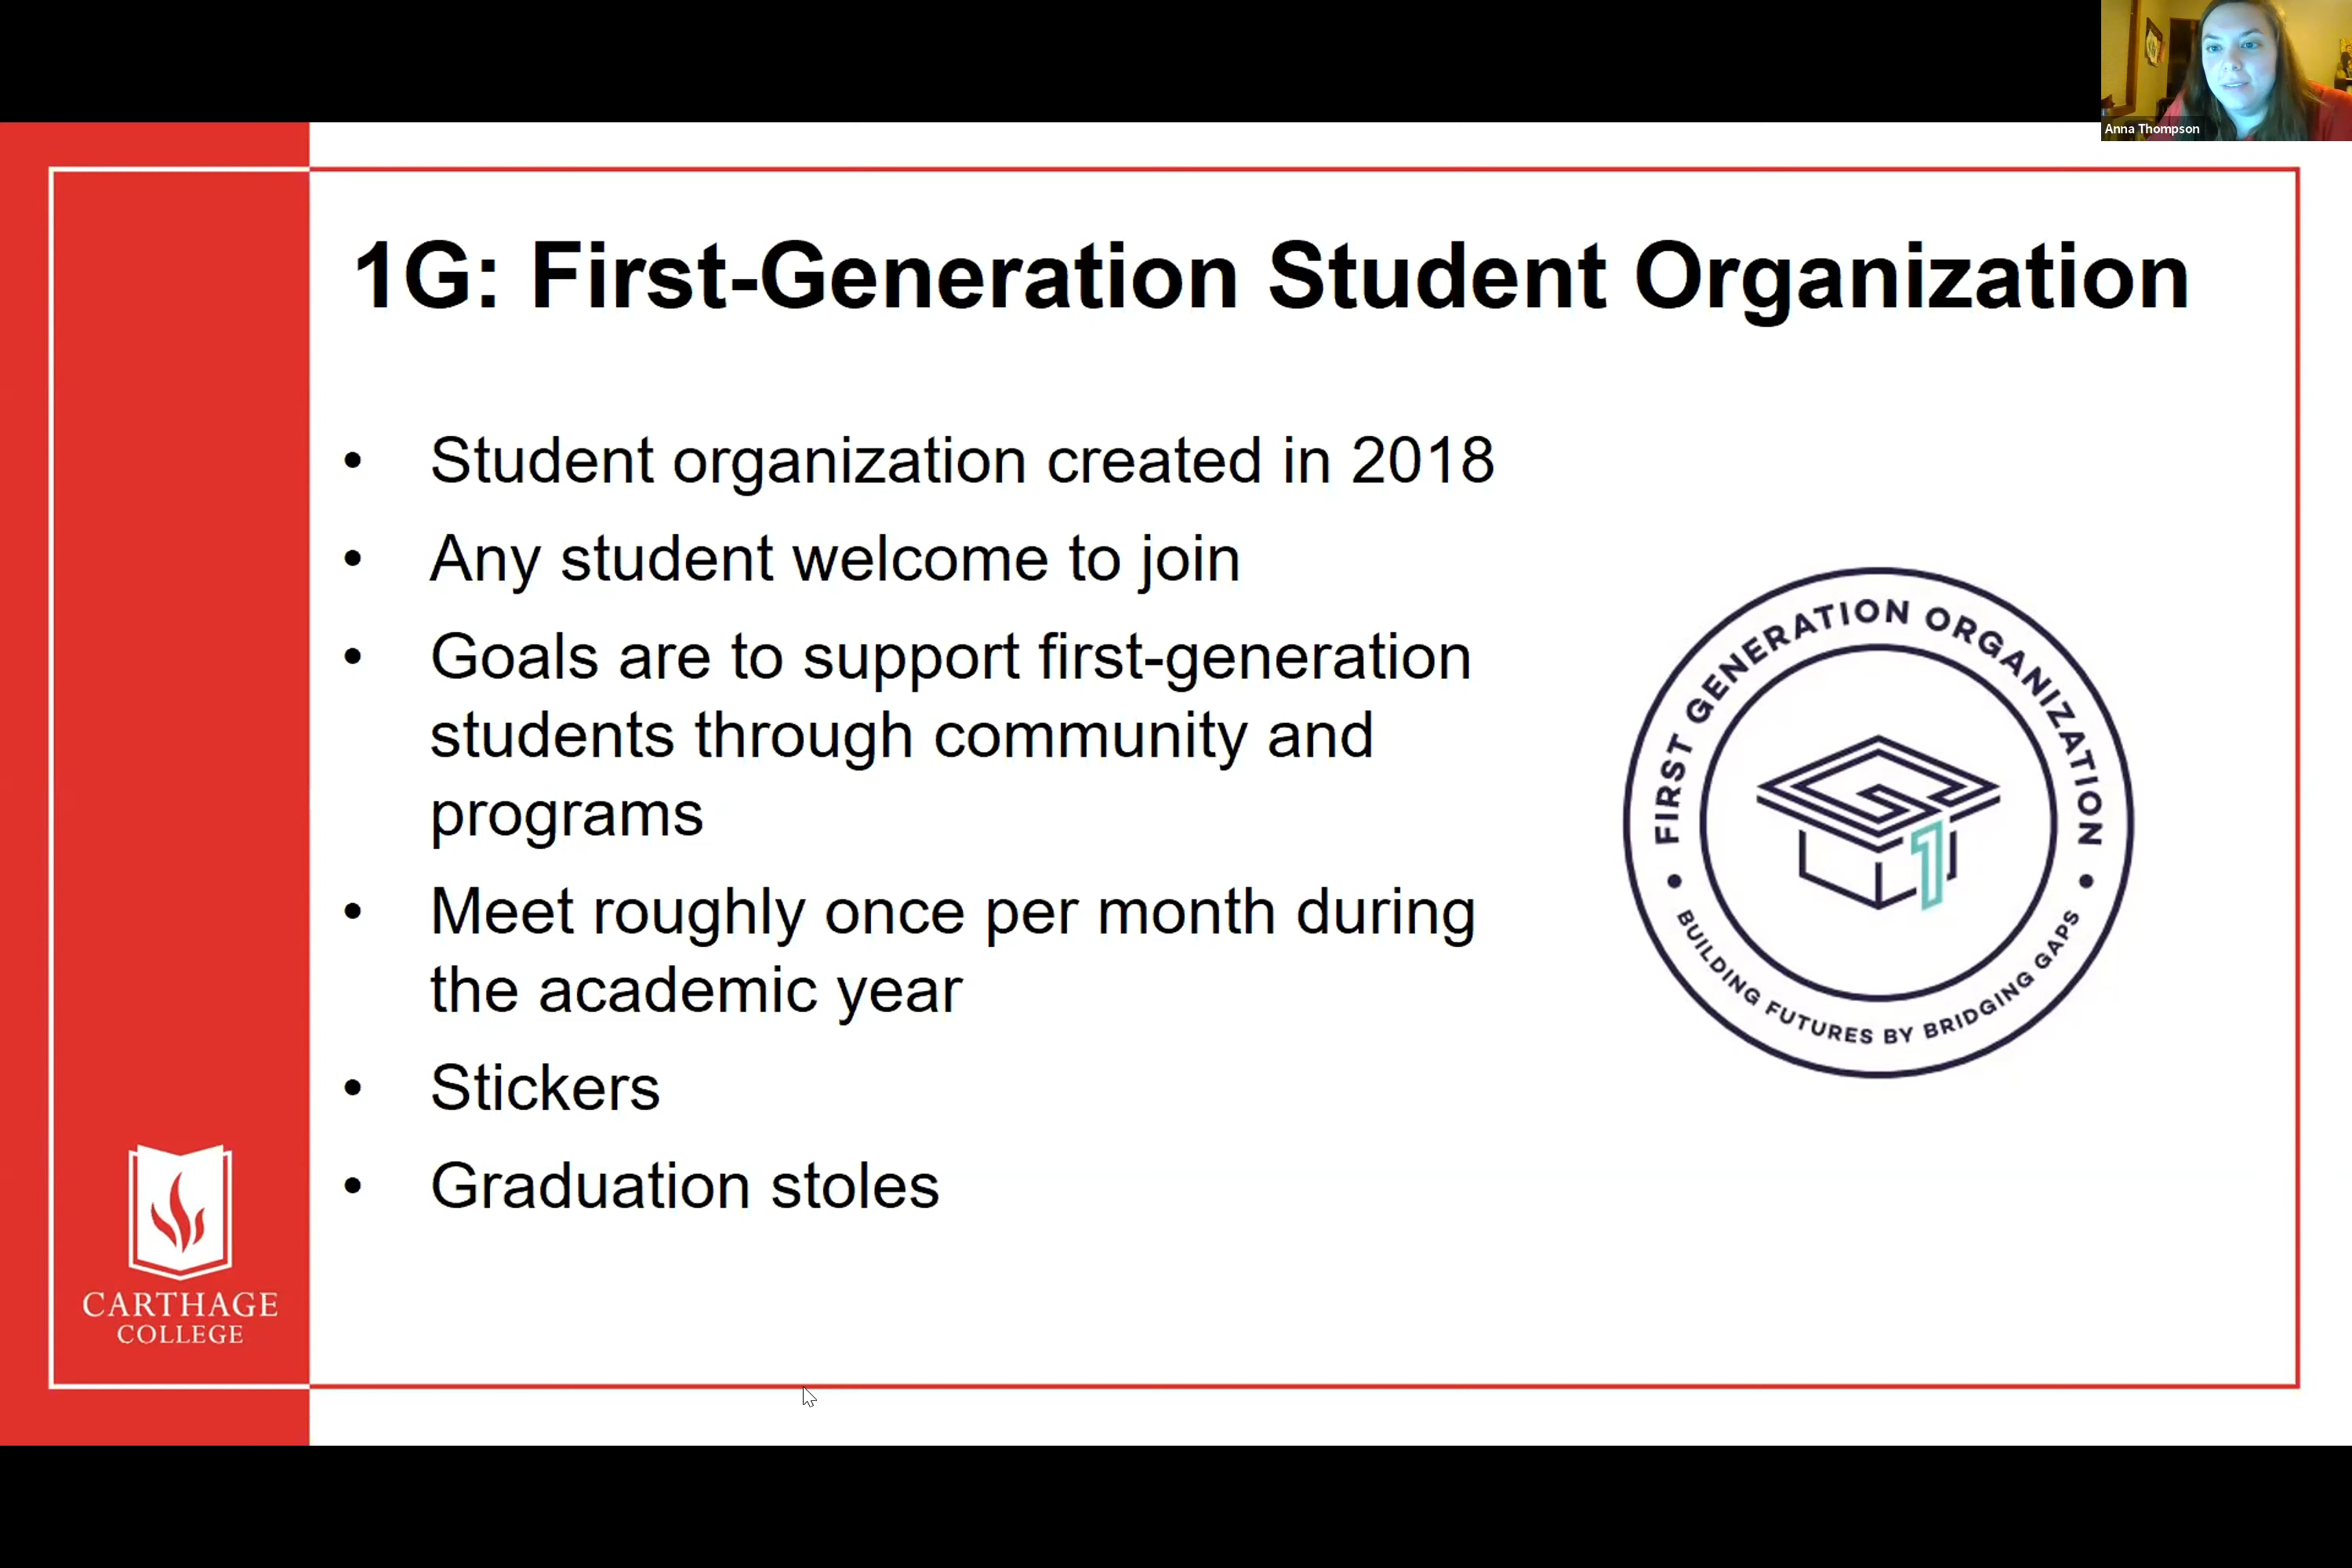 Anna Thompson
1G: First-Generation Student Organization
• Student organization created in 2018
• Any student welcome to join
• Goals are to support first-generation
students through community and
programs
• Meet roughly once per month during
the academic year
• Stickers
• Graduation stoles
• FIRST GENERATION ORGANIZATION •
BUILDING FUTURES BY BRIDGING GAPS
1
CARTHAGE
COLLEGE